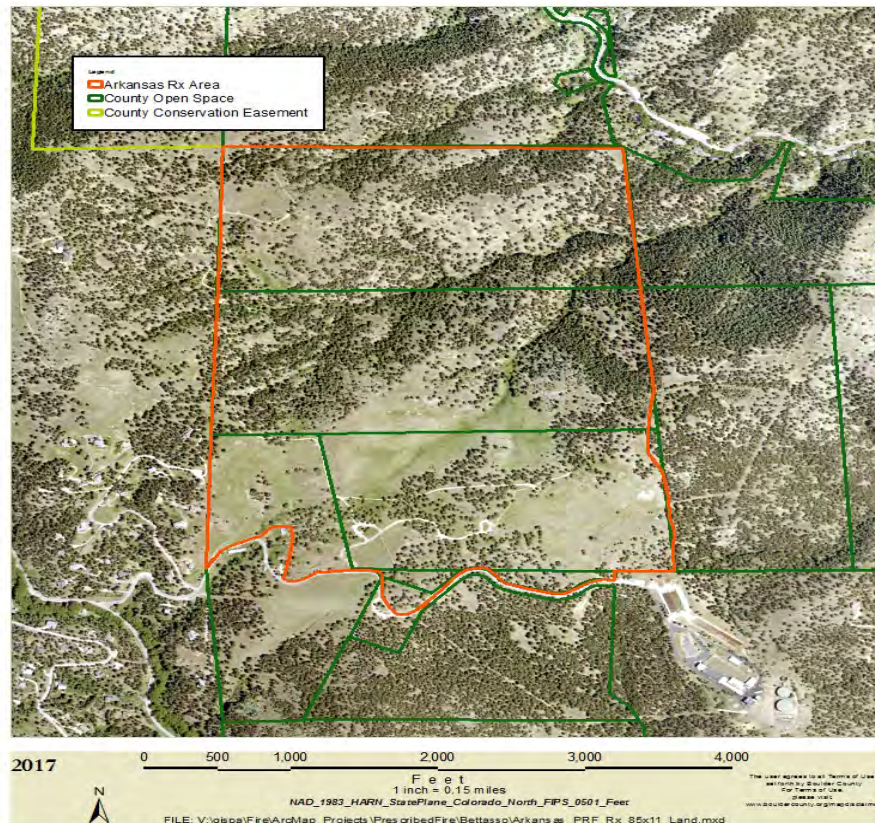 Legend
Arkansas Rx Area
County Open Space
County Conservation Easement
2017
0 500 1,000 2,000 3,000 4,000
Feet
1 inch = 0.15 miles
NAD_1983_HARN_StatePlane_Colorado_North_FIPS_0501_Feet
N
FILE: V:\gispa\Fire\ArcMap_Projects\PrescribedFire\Bettasso\Arkansas_PRF_Rx_85x11_Land.mxd
The user agrees to all Terms of Use
set forth by Boulder County
For Terms of Use,
please visit:
www.bouldercounty.org/mapdisclaimer